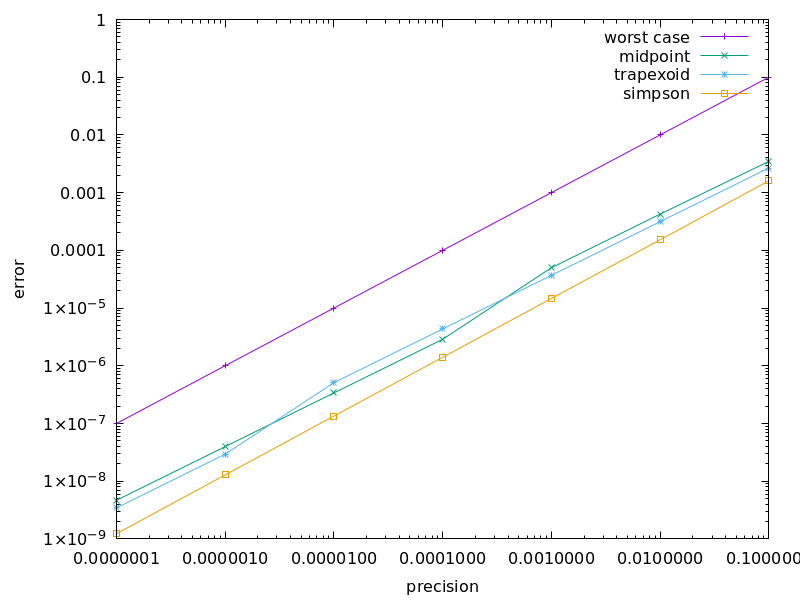 1
0.1
0.01
0.001
0.0001
1×10⁻⁵
1×10⁻⁶
1×10⁻⁷
1×10⁻⁸
1×10⁻⁹
error
worst case
midpoint
trapexoid
simpson
0.0000001 0.0000010 0.0000100 0.0001000 0.0010000 0.0100000 0.100000
precision